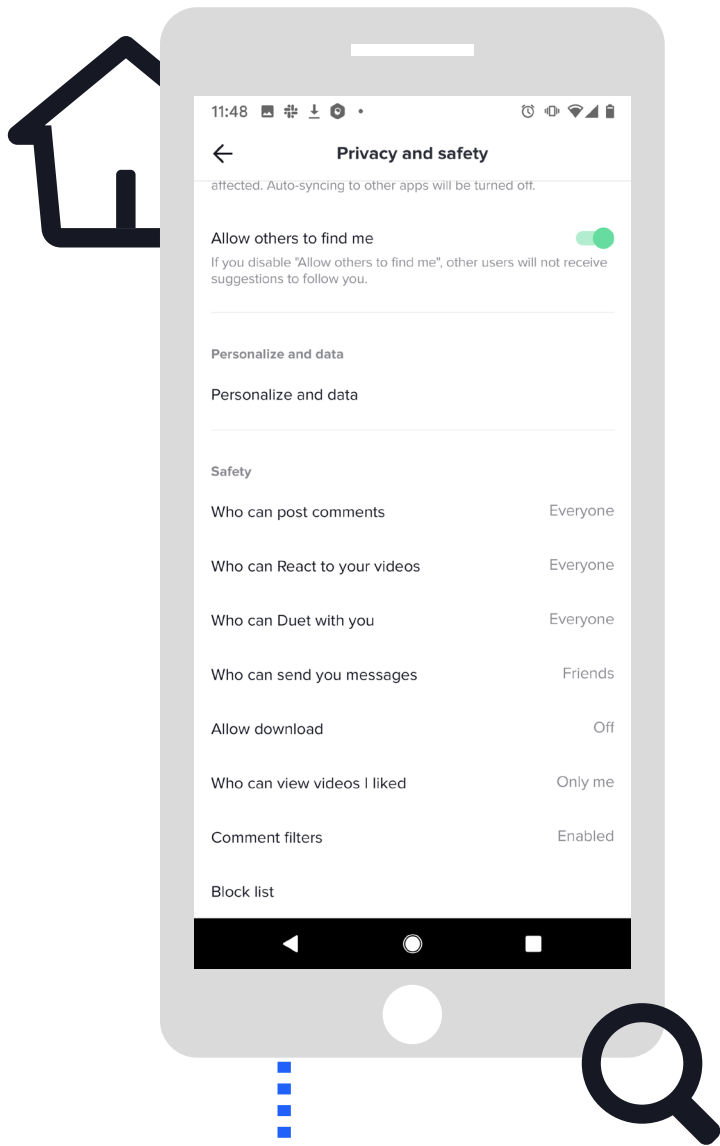 11:48
Privacy and safety
affected. Auto-syncing to other apps will be turned off.
Allow others to find me
If you disable "Allow others to find me", other users will not receive
suggestions to follow you.
Personalize and data
Personalize and data
Safety
Who can post comments Everyone
Who can React to your videos Everyone
Who can Duet with you Everyone
Who can send you messages Friends
Allow download Off
Who can view videos I liked Only me
Comment filters Enabled
Block list